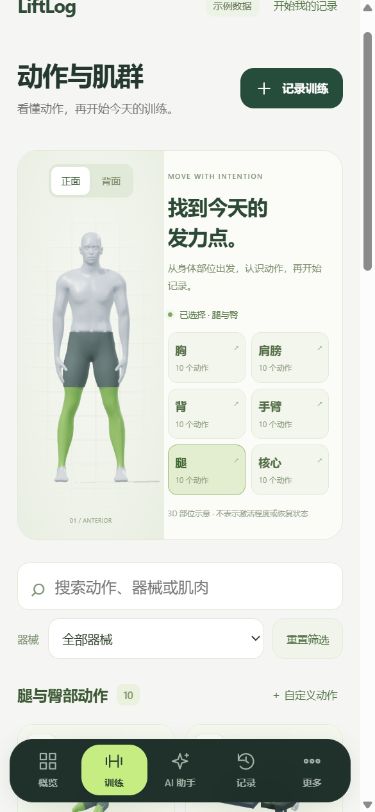 LiftLog
示例数据
开始我的记录
动作与肌群
看懂动作，再开始今天的训练。
＋ 记录训练
正面
背面
01 / ANTERIOR
MOVE WITH INTENTION
找到今天的
发力点。
从身体部位出发，认识动作，再开始
记录。
已选择 · 腿与臀
胸
10 个动作
肩膀
10 个动作
背
10 个动作
手臂
10 个动作
腿
10 个动作
核心
10 个动作
3D 部位示意 · 不表示激活程度或恢复状态
搜索动作、器械或肌肉
器械
全部器械
重置筛选
腿与臀部动作
10
+ 自定义动作
概览
训练
AI 助手
记录
更多